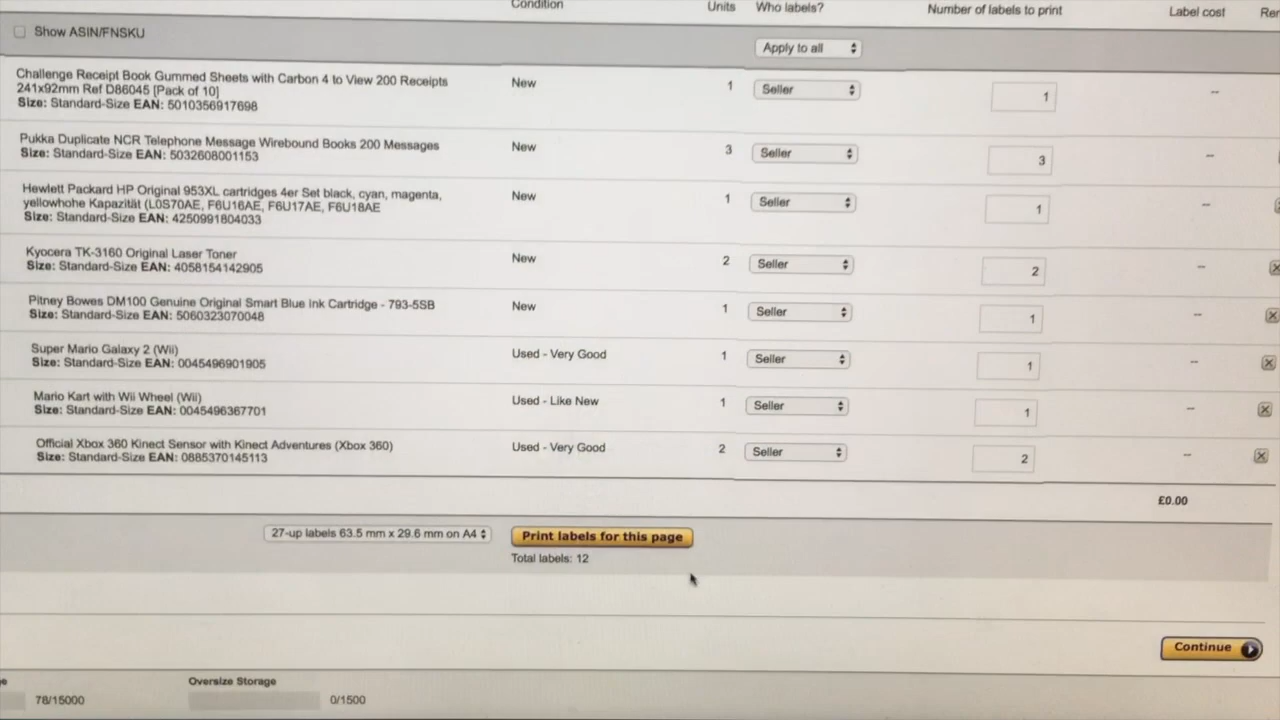 Condition Units Who labels? Number of labels to print Label cost
Show ASIN/FNSKU
Apply to all
Challenge Receipt Book Gummed Sheets with Carbon 4 to View 200 Receipts
241x92mm Ref D86045 [Pack of 10]
Size: Standard-Size EAN: 5010356917698
New 1 Seller 1 --
Pukka Duplicate NCR Telephone Message Wirebound Books 200 Messages
Size: Standard-Size EAN: 5032608001153
New 3 Seller 3 --
Hewlett Packard HP Original 953XL cartridges 4er Set black, cyan, magenta,
yellowhohe Kapazität (L0S70AE, F6U16AE, F6U17AE, F6U18AE
Size: Standard-Size EAN: 4250991804033
New 1 Seller 1 --
Kyocera TK-3160 Original Laser Toner
Size: Standard-Size EAN: 4058154142905
New 2 Seller 2 --
Pitney Bowes DM100 Genuine Original Smart Blue Ink Cartridge - 793-5SB
Size: Standard-Size EAN: 5060323070048
New 1 Seller 1 --
Super Mario Galaxy 2 (Wii)
Size: Standard-Size EAN: 0045496901905
Used - Very Good 1 Seller 1 --
Mario Kart with Wii Wheel (Wii)
Size: Standard-Size EAN: 0045496367701
Used - Like New 1 Seller 1 --
Official Xbox 360 Kinect Sensor with Kinect Adventures (Xbox 360)
Size: Standard-Size EAN: 0885370145113
Used - Very Good 2 Seller 2 --
£0.00
27-up labels 63.5 mm x 29.6 mm on A4 Print labels for this page
Total labels: 12
Continue
Oversize Storage
78/15000 0/1500